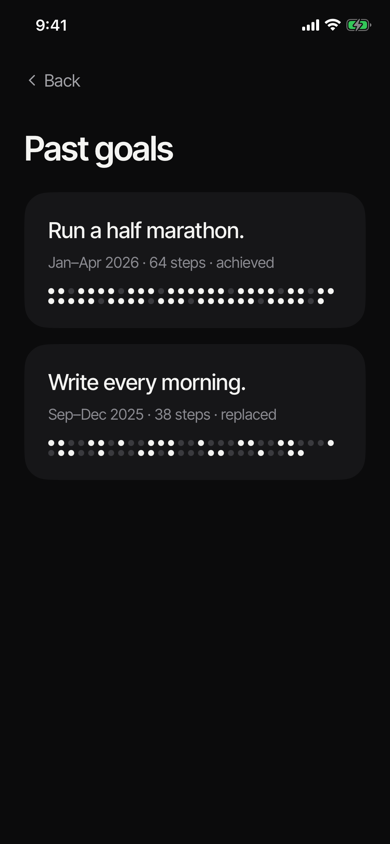 9:41
Back
Past goals
Run a half marathon.
Jan–Apr 2026 · 64 steps · achieved
Write every morning.
Sep–Dec 2025 · 38 steps · replaced